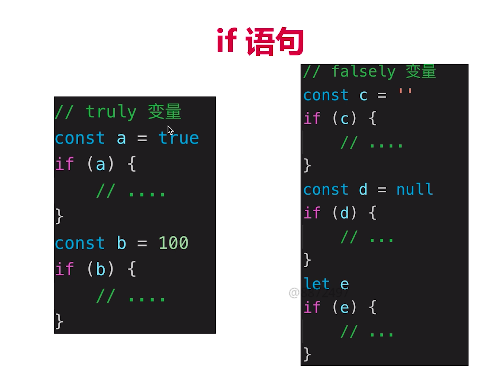 if 语句
// truly 变量
const a = true
if (a) {
    // ....
}
const b = 100
if (b) {
    // ....
}
// falsely 变量
const c = ''
if (c) {
    // ....
}
const d = null
if (d) {
    // ...
}
let e
if (e) {
    // ...
}
@